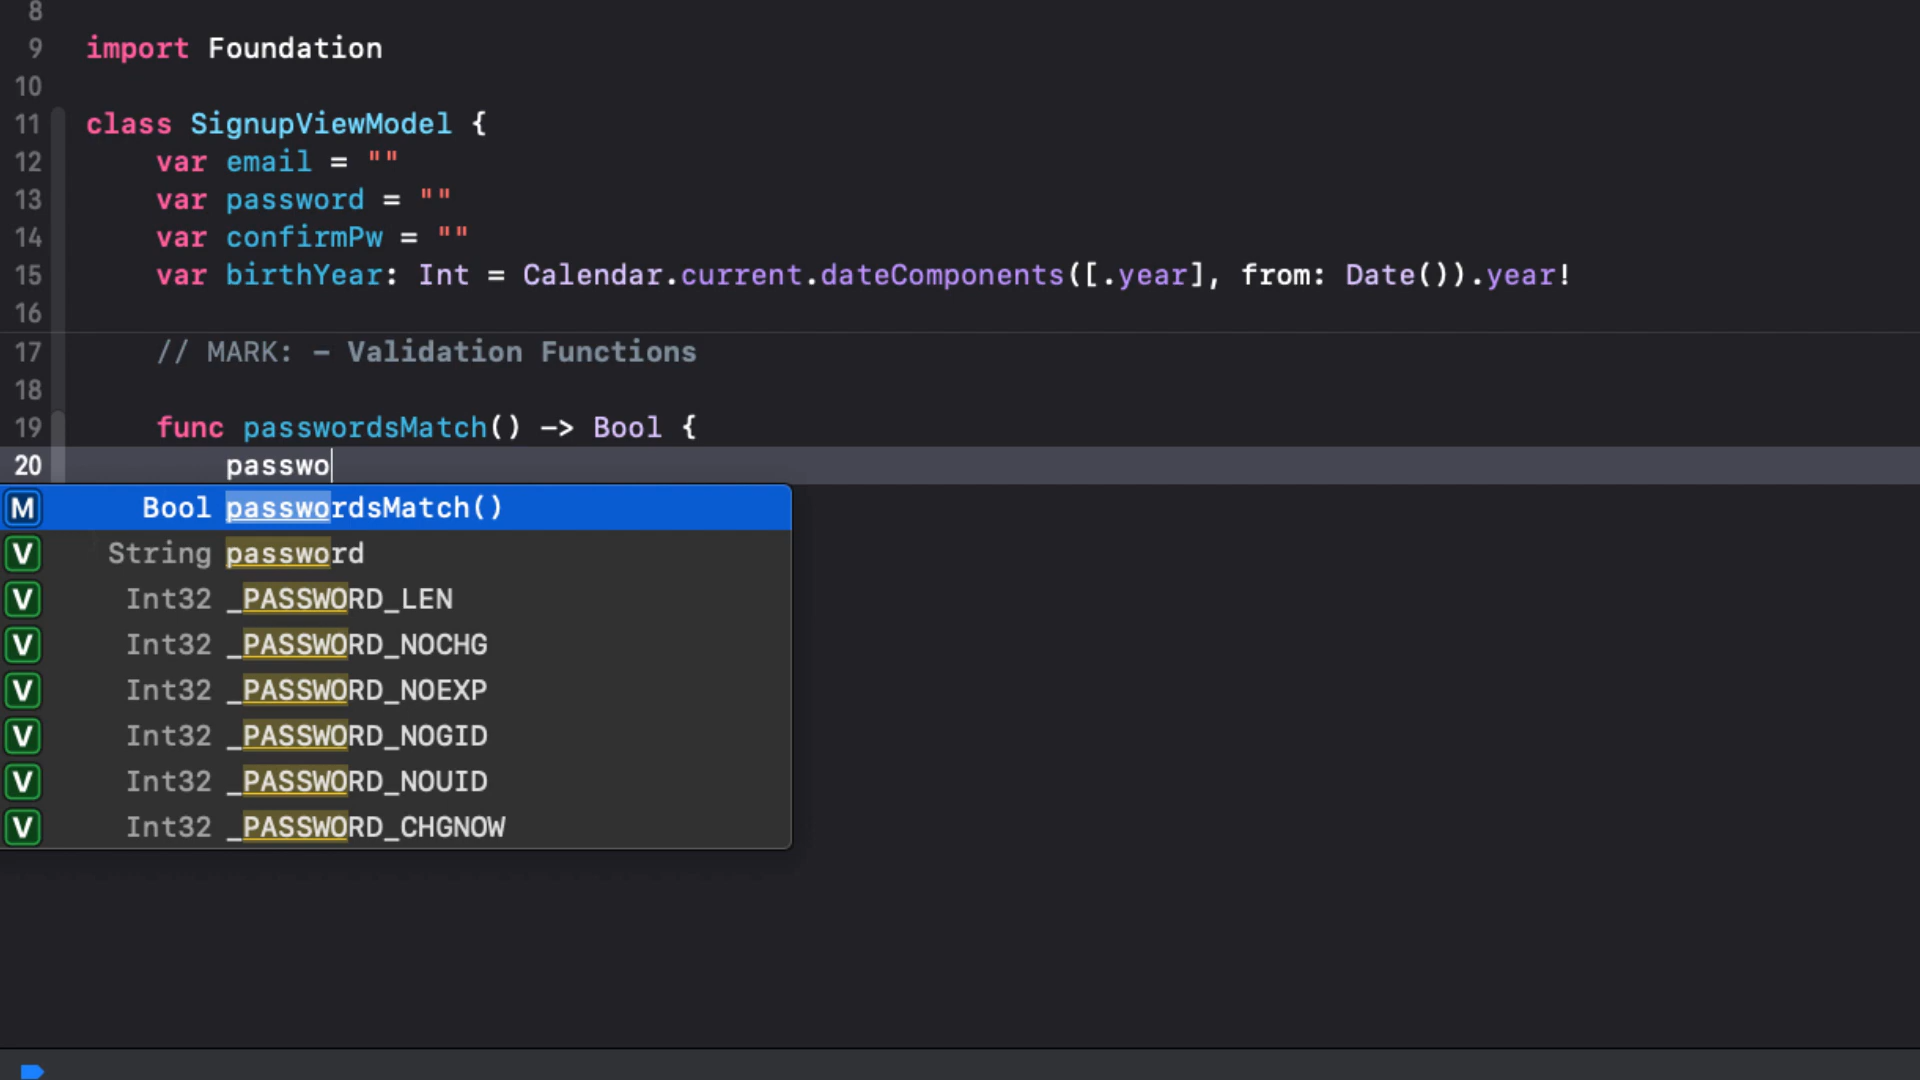 8
9 import Foundation
10
11 class SignupViewModel {
12 var email = ""
13 var password = ""
14 var confirmPw = ""
15 var birthYear: Int = Calendar.current.dateComponents([.year], from: Date()).year!
16
17 // MARK: - Validation Functions
18
19 func passwordsMatch() -> Bool {
20 passwo
M Bool passwordsMatch()
V String password
V Int32 _PASSWORD_LEN
V Int32 _PASSWORD_NOCHG
V Int32 _PASSWORD_NOEXP
V Int32 _PASSWORD_NOGID
V Int32 _PASSWORD_NOUID
V Int32 _PASSWORD_CHGNOW